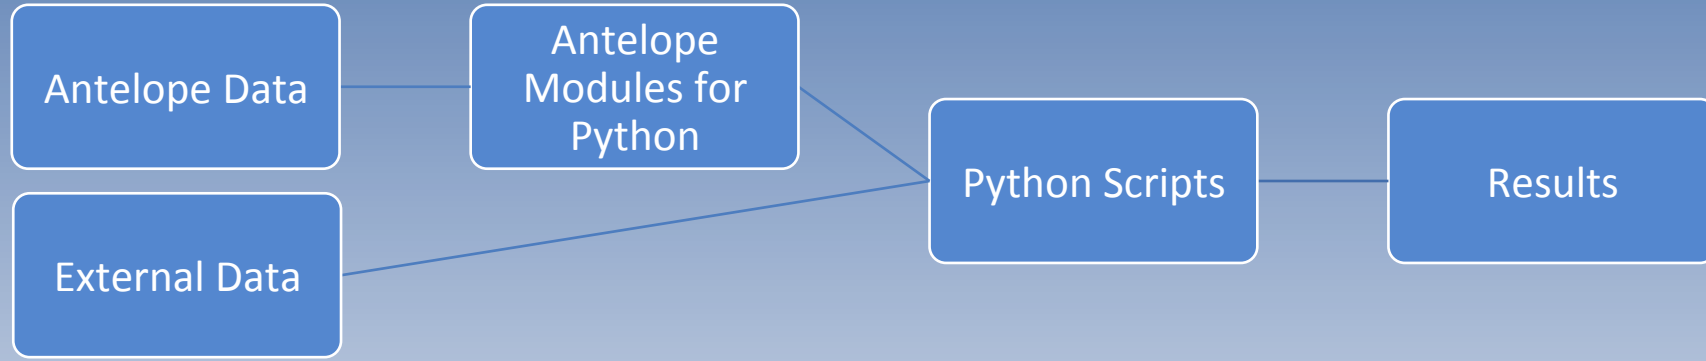 Antelope Data
Antelope
Modules for
Python
External Data
Python Scripts
Results